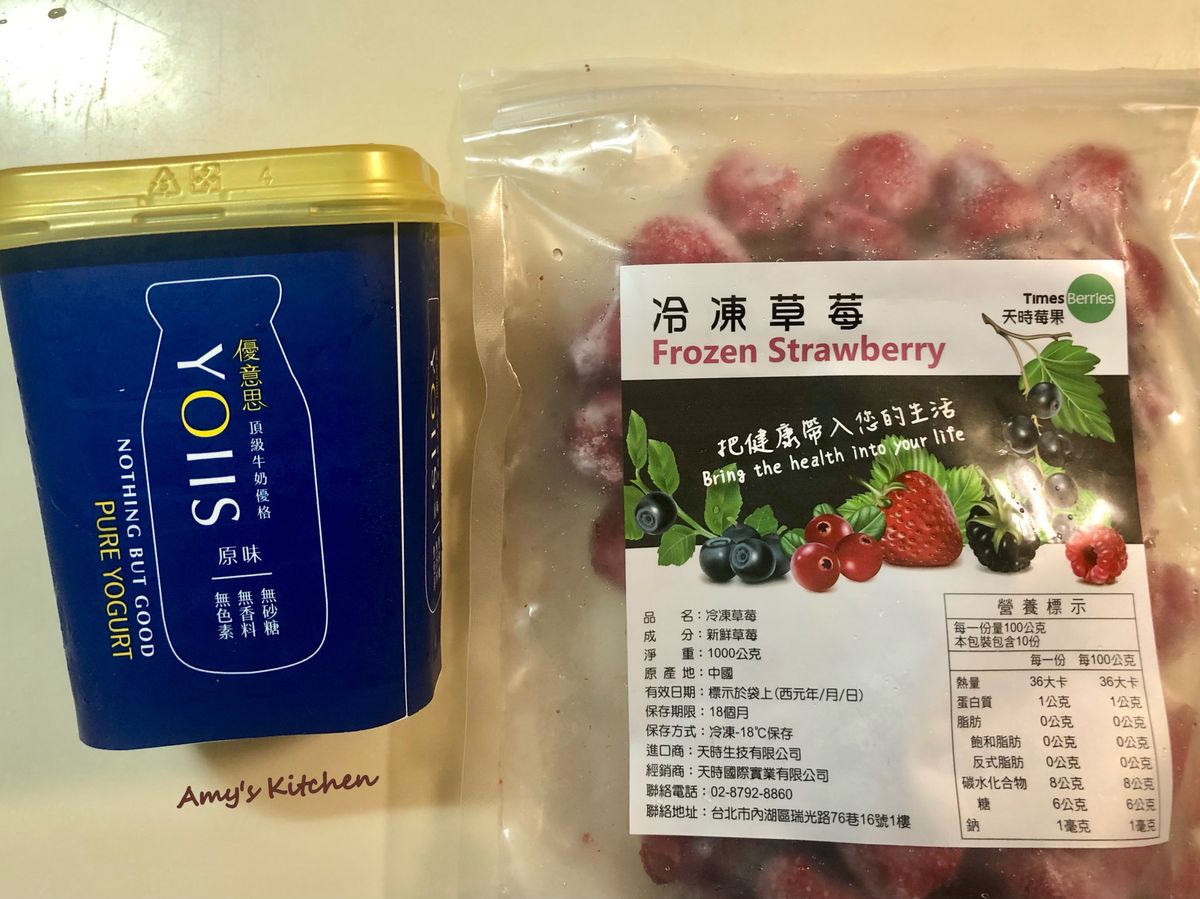 4
優意思
YOIIS
頂級牛奶優格
原味
無砂糖
無香料
無色素
NOTHING BUT GOOD
PURE YOGURT
Amy's Kitchen
冷凍草莓
Frozen Strawberry
Times Berries
天時莓果
把健康帶入您的生活
Bring the health into your life
品 名：冷凍草莓
成 分：新鮮草莓
淨 重：1000公克
原產地：中國
有效日期：標示於袋上(西元年/月/日)
保存期限：18個月
保存方式：冷凍-18℃保存
進口商：天時生技有限公司
經銷商：天時國際實業有限公司
聯絡電話：02-8792-8860
聯絡地址：台北市內湖區瑞光路76巷16號1樓
營養標示
每一份量100公克
本包裝包含10份
每一份 每100公克
熱量 36大卡 36大卡
蛋白質 1公克 1公克
脂肪 0公克 0公克
飽和脂肪 0公克 0公克
反式脂肪 0公克 0公克
碳水化合物 8公克 8公克
糖 6公克 6公克
鈉 1毫克 1毫克